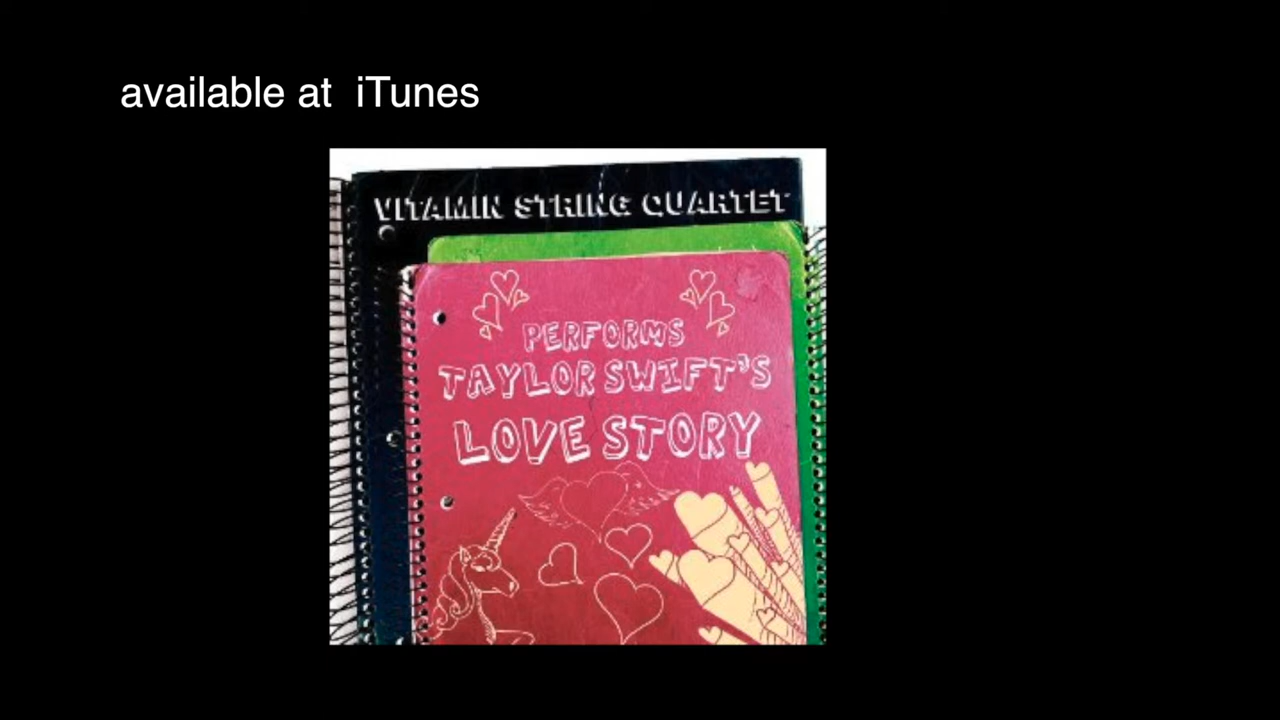 available at  iTunes
VITAMIN STRING QUARTET
PERFORMS
TAYLOR SWIFT'S
LOVE STORY